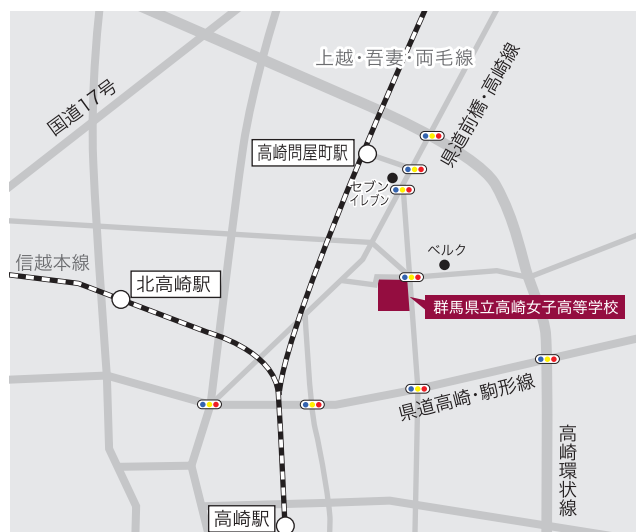 上越・吾妻・両毛線
国道17号
県道前橋・高崎線
高崎問屋町駅
セブン
イレブン
ベルク
信越本線
北高崎駅
群馬県立高崎女子高等学校
県道高崎・駒形線
高崎環状線
高崎駅